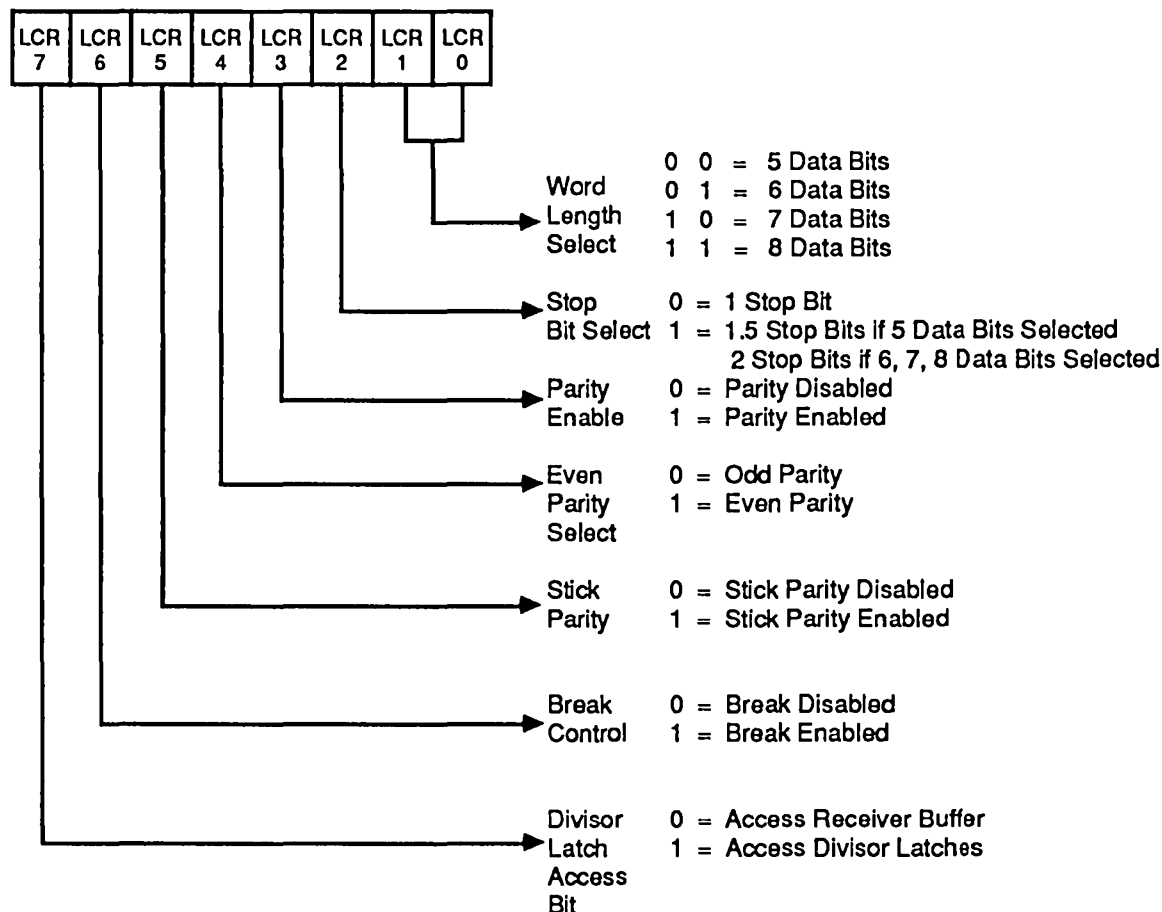 LCR LCR LCR LCR LCR LCR LCR LCR
7 6 5 4 3 2 1 0
0 0 = 5 Data Bits
Word 0 1 = 6 Data Bits
Length 1 0 = 7 Data Bits
Select 1 1 = 8 Data Bits
Stop 0 = 1 Stop Bit
Bit Select 1 = 1.5 Stop Bits if 5 Data Bits Selected
2 Stop Bits if 6, 7, 8 Data Bits Selected
Parity 0 = Parity Disabled
Enable 1 = Parity Enabled
Even 0 = Odd Parity
Parity 1 = Even Parity
Select
Stick 0 = Stick Parity Disabled
Parity 1 = Stick Parity Enabled
Break 0 = Break Disabled
Control 1 = Break Enabled
Divisor 0 = Access Receiver Buffer
Latch 1 = Access Divisor Latches
Access
Bit